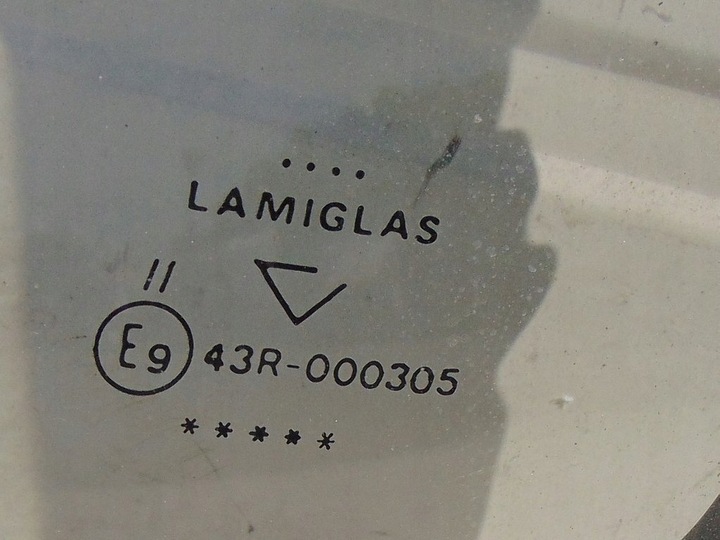 ....
LAMIGLAS
II
E9 43R-000305
*****